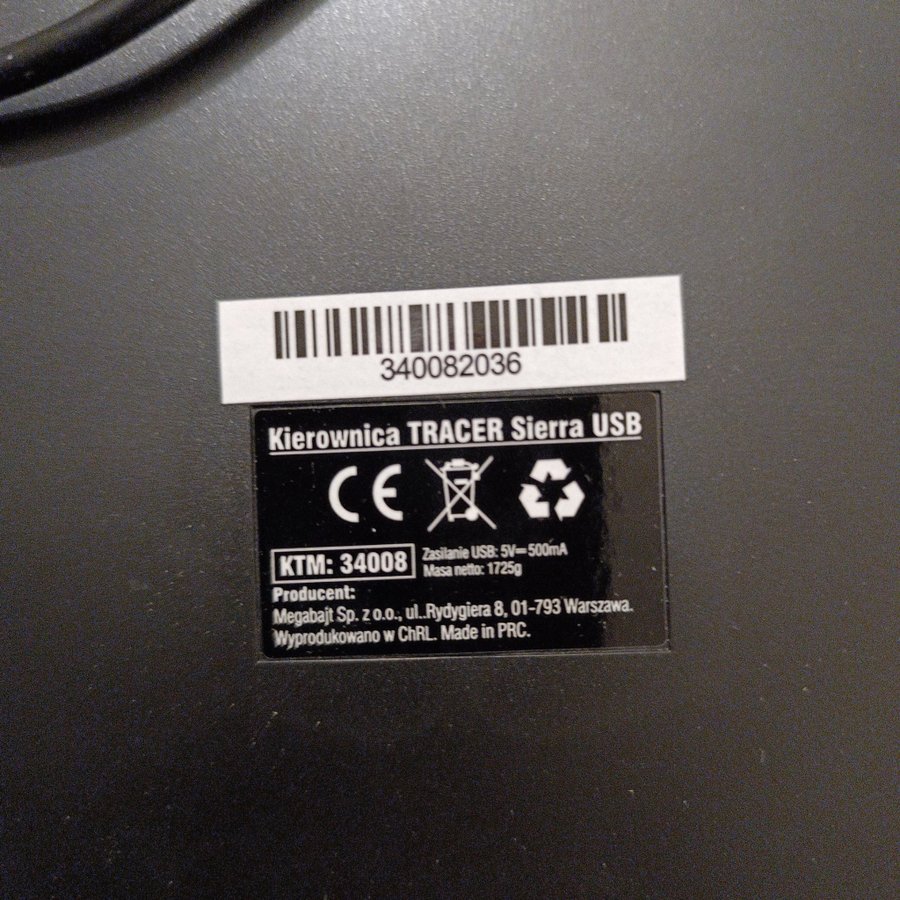 340082036
Kierownica TRACER Sierra USB
CE
KTM: 34008
Zasilanie USB: 5V⎓500mA
Masa netto: 1725g
Producent:
Megabajt Sp. z o.o., ul..Rydygiera 8, 01-793 Warszawa.
Wyprodukowano w ChRL. Made in PRC.